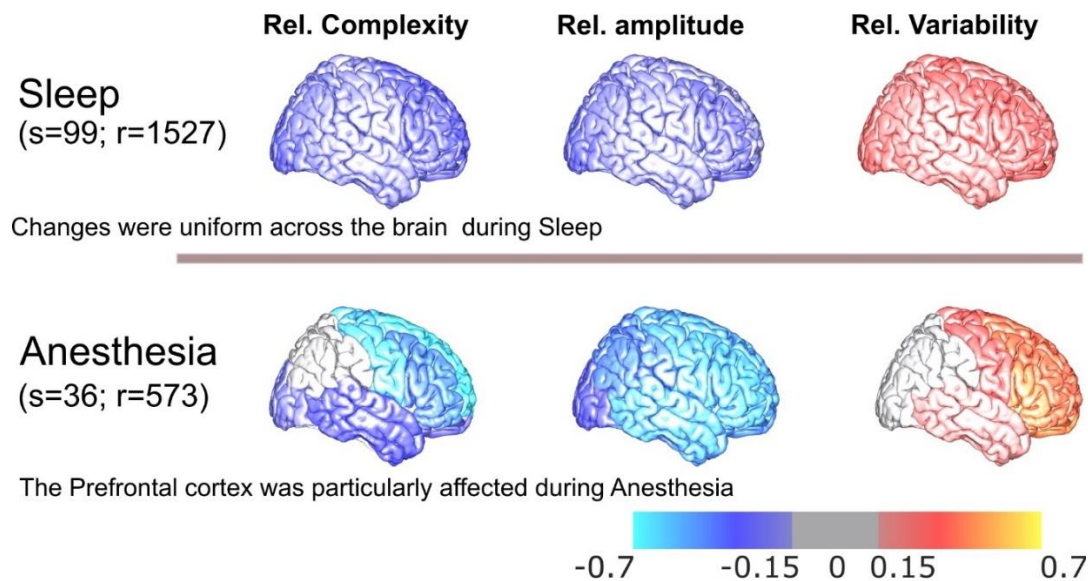 Rel. Complexity Rel. amplitude Rel. Variability
Sleep
(s=99; r=1527)
Changes were uniform across the brain during Sleep
Anesthesia
(s=36; r=573)
The Prefrontal cortex was particularly affected during Anesthesia
-0.7 -0.15 0 0.15 0.7